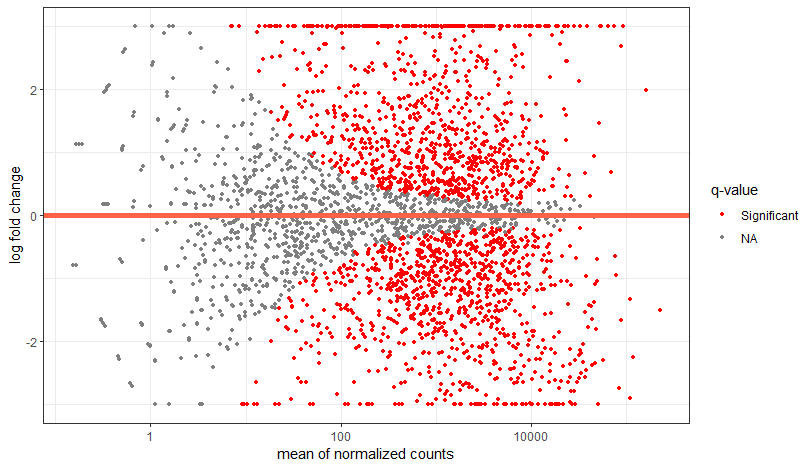 2
0
-2
log fold change
1
100
10000
mean of normalized counts
q-value
Significant
NA